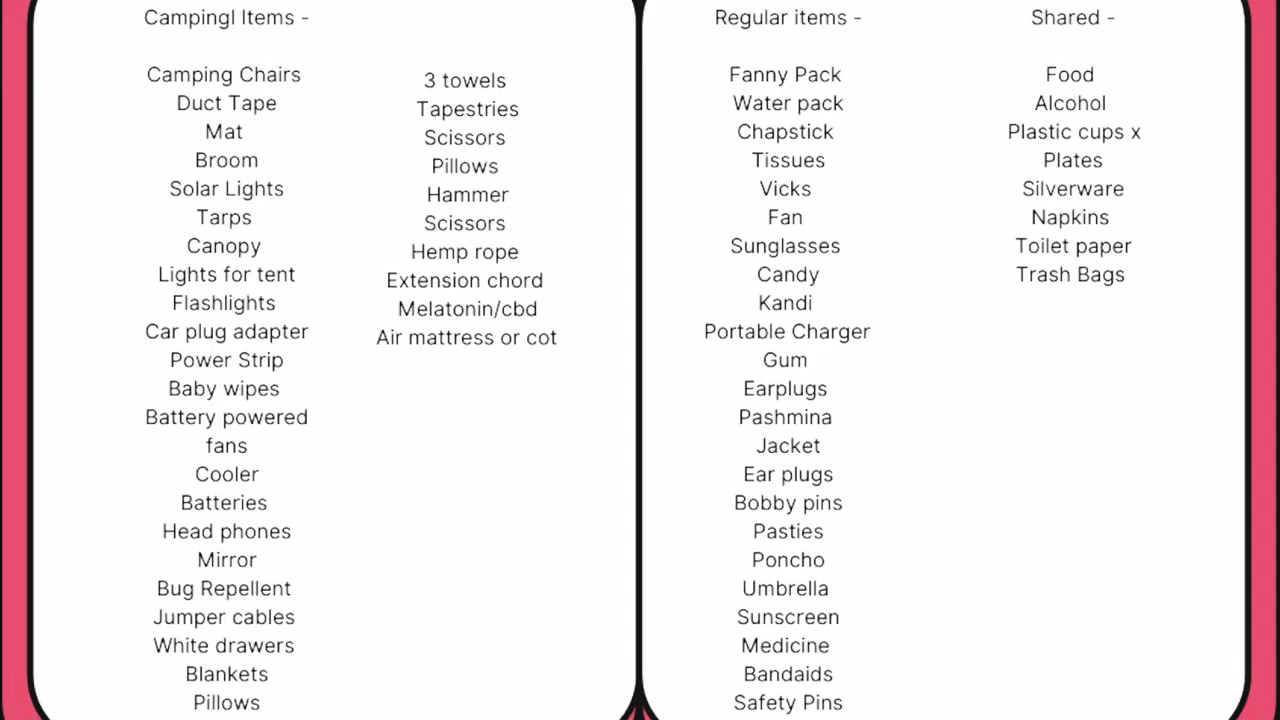 Campingl Items -
Camping Chairs
Duct Tape
Mat
Broom
Solar Lights
Tarps
Canopy
Lights for tent
Flashlights
Car plug adapter
Power Strip
Baby wipes
Battery powered
fans
Cooler
Batteries
Head phones
Mirror
Bug Repellent
Jumper cables
White drawers
Blankets
Pillows
3 towels
Tapestries
Scissors
Pillows
Hammer
Scissors
Hemp rope
Extension chord
Melatonin/cbd
Air mattress or cot
Regular items -
Fanny Pack
Water pack
Chapstick
Tissues
Vicks
Fan
Sunglasses
Candy
Kandi
Portable Charger
Gum
Earplugs
Pashmina
Jacket
Ear plugs
Bobby pins
Pasties
Poncho
Umbrella
Sunscreen
Medicine
Bandaids
Safety Pins
Shared -
Food
Alcohol
Plastic cups x
Plates
Silverware
Napkins
Toilet paper
Trash Bags